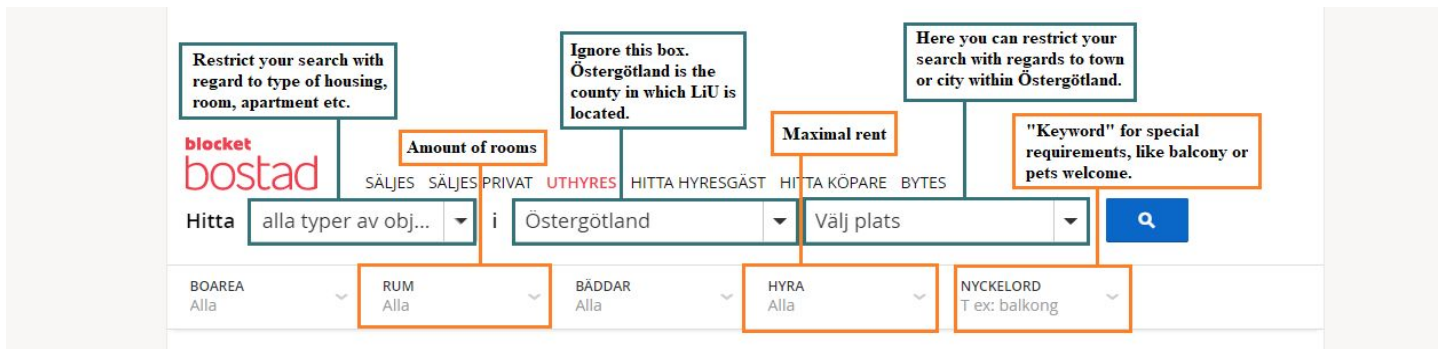 Restrict your search with
regard to type of housing,
room, apartment etc.
Ignore this box.
Östergötland is the
county in which LiU is
located.
Here you can restrict your
search with regards to town
or city within Östergötland.
Amount of rooms
Maximal rent
"Keyword" for special
requirements, like balcony or
pets welcome.
blocket
bostad
SÄLJES SÄLJES PRIVAT UTHYRES HITTA HYRESGÄST HITTA KÖPARE BYTES
Hitta alla typer av obj... i Östergötland Välj plats
BOAREA RUM BÄDDAR HYRA NYCKELORD
Alla Alla Alla Alla T ex: balkong